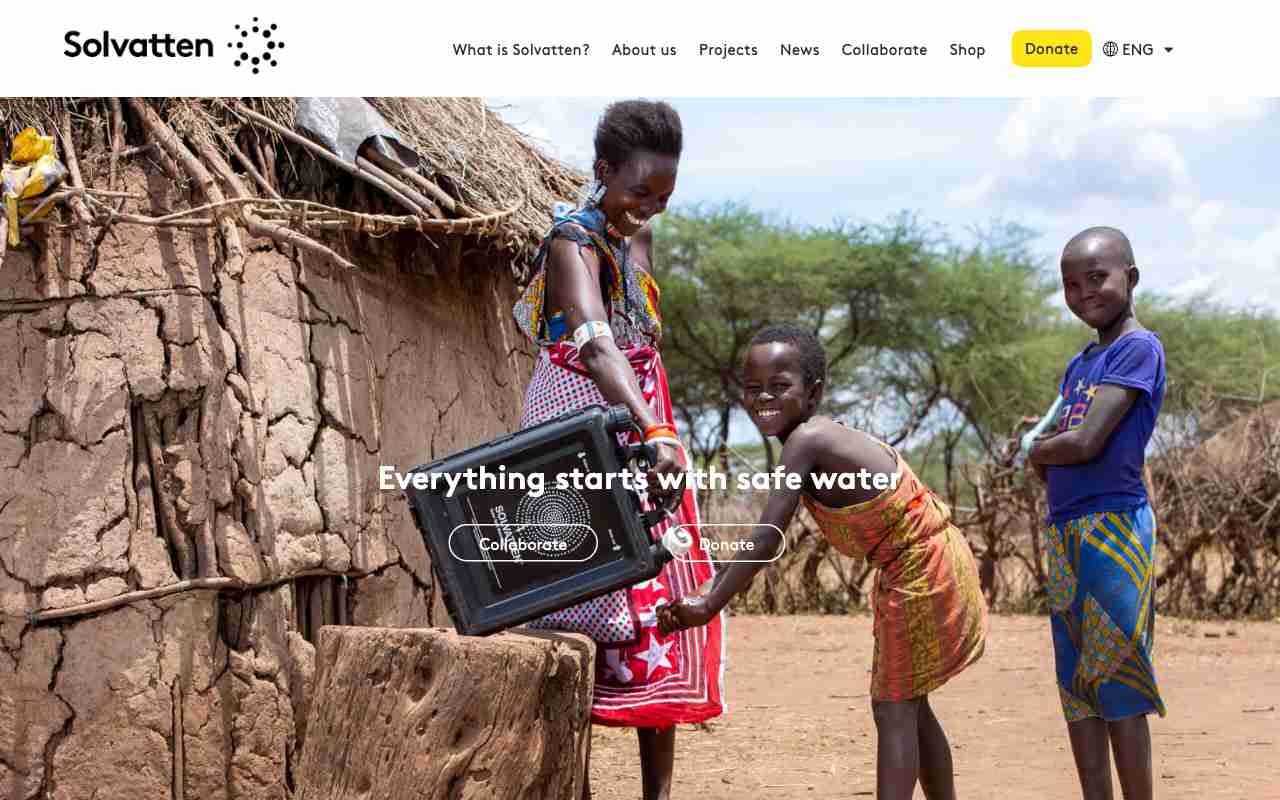 Solvatten
What is Solvatten?
About us
Projects
News
Collaborate
Shop
Donate
ENG
Everything starts with safe water
Collaborate
Donate